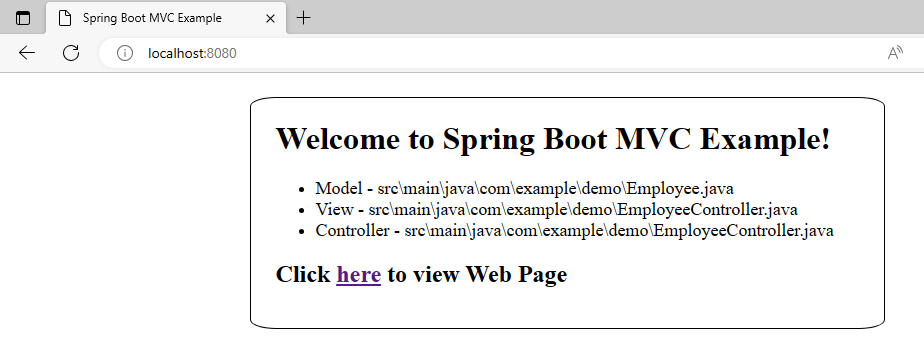 Spring Boot MVC Example
localhost:8080
Welcome to Spring Boot MVC Example!
• Model - src\main\java\com\example\demo\Employee.java
• View - src\main\java\com\example\demo\EmployeeController.java
• Controller - src\main\java\com\example\demo\EmployeeController.java
Click here to view Web Page